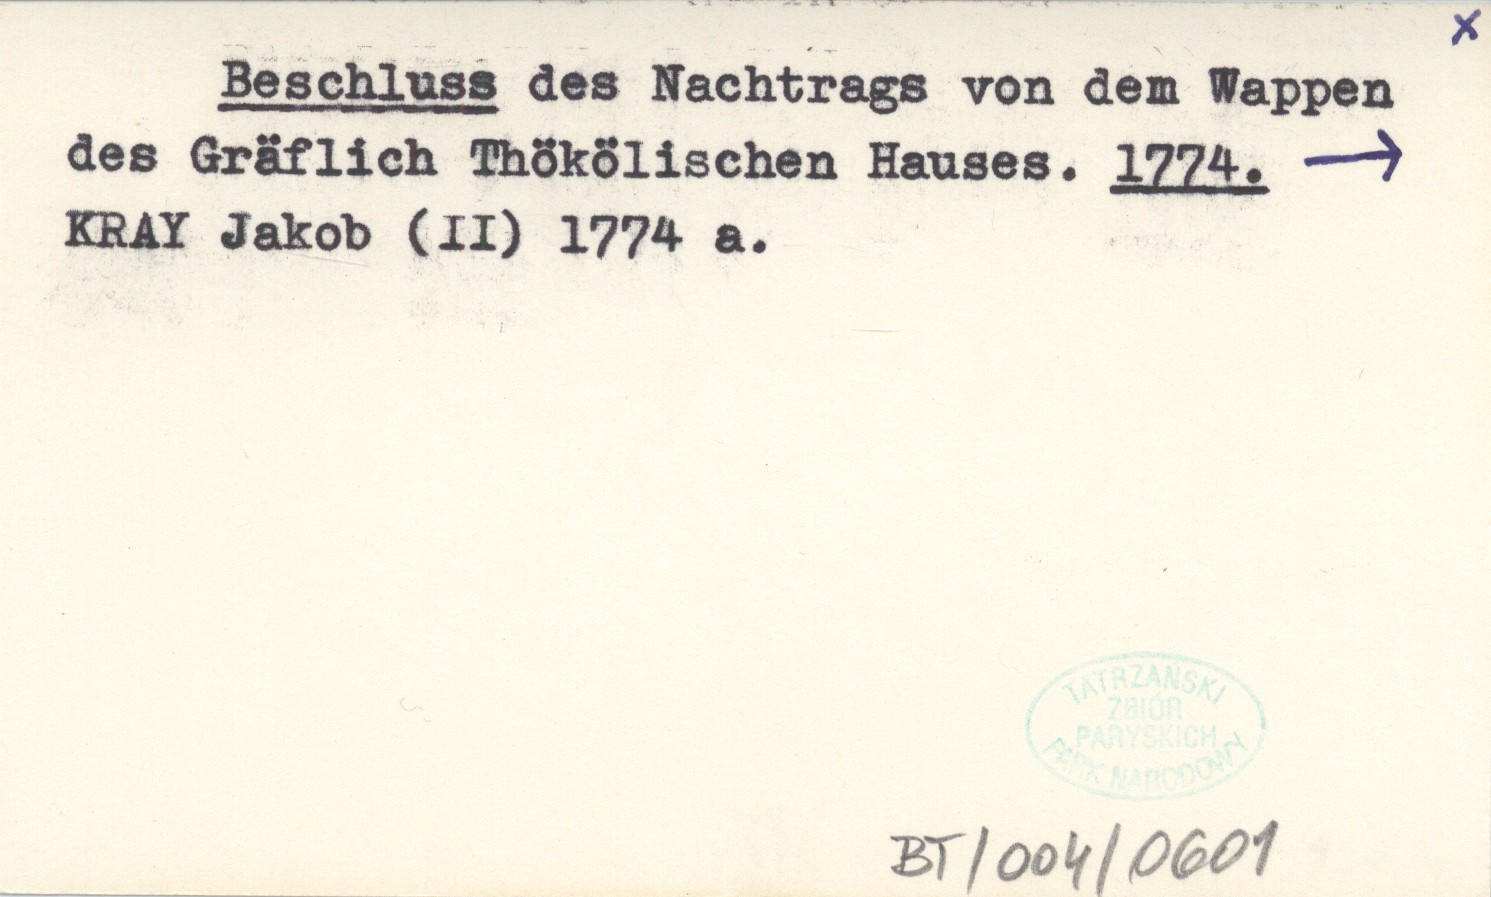 x
Beschluss des Nachtrags von dem Wappen
des Gräflich Thökölischen Hauses. 1774. →
KRAY Jakob (II) 1774 a.
TATRZAŃSKI
ZBIÓR
PARYSKICH
PARK NARODOWY
BT/004/0601